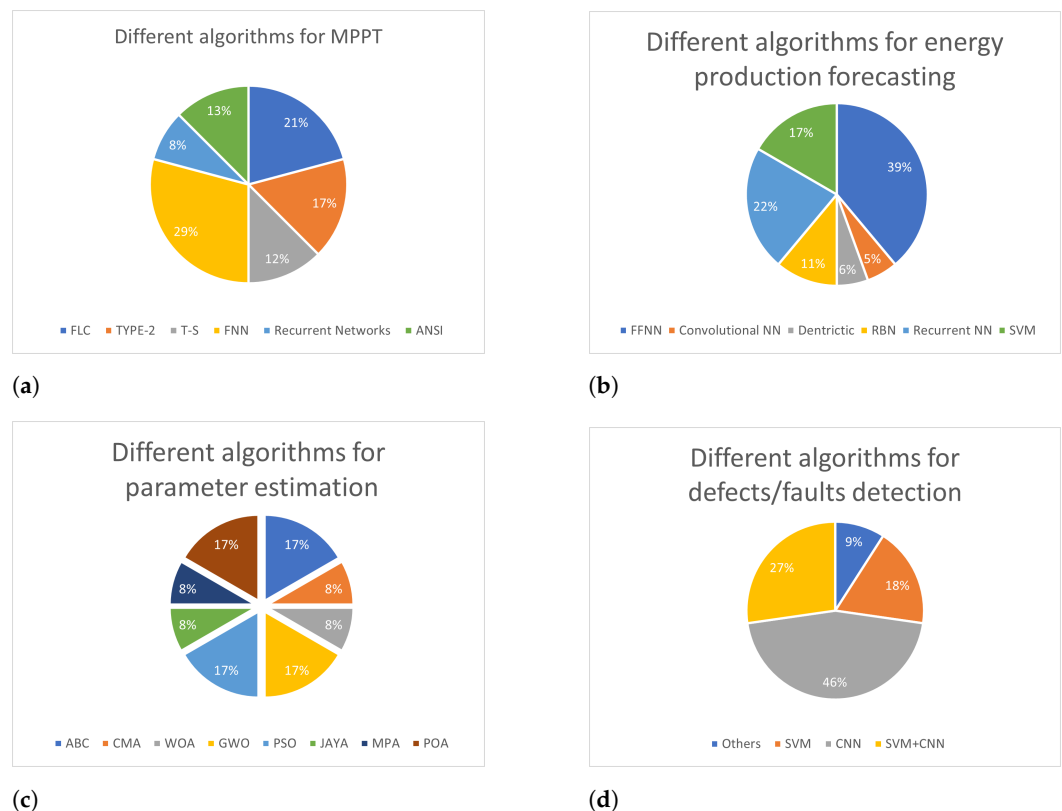 Different algorithms for MPPT
13%
21%
8%
17%
29%
12%
FLC TYPE-2 T-S FNN Recurrent Networks ANSI
(a)
Different algorithms for energy
production forecasting
17%
39%
22%
11%
6%
5%
FFNN Convolutional NN Dentrictic RBN Recurrent NN SVM
(b)
Different algorithms for
parameter estimation
17%
17%
8%
8%
8%
8%
17%
17%
ABC CMA WOA GWO PSO JAYA MPA POA
(c)
Different algorithms for
defects/faults detection
9%
27%
18%
46%
Others SVM CNN SVM+CNN
(d)